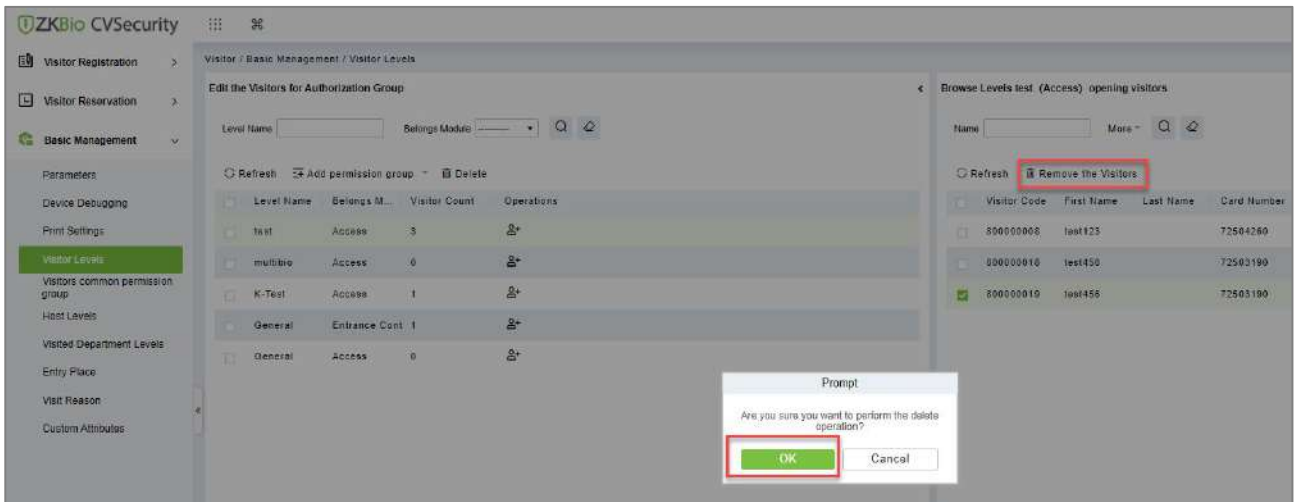 ZKBio CVSecurity
Visitor Registration
Visitor Reservation
Basic Management
Parameters
Device Debugging
Print Settings
Visitor Levels
Visitors common permission
group
Host Levels
Visited Department Levels
Entry Place
Visit Reason
Custom Attributes
Visitor / Basic Management / Visitor Levels
Edit the Visitors for Authorization Group
Level Name Belongs Module ---------
Refresh Add permission group Delete
Level Name Belongs M... Visitor Count Operations
test Access 3
multibio Access 0
K-Test Access 1
General Entrance Cont 1
General Access 0
Browse Levels test (Access) opening visitors
Name More
Refresh Remove the Visitors
Visitor Code First Name Last Name Card Number
800000008 test123 72504260
test456 72503190
800000019 test456 72503190
Prompt
Are you sure you want to perform the delete
operation?
OK Cancel